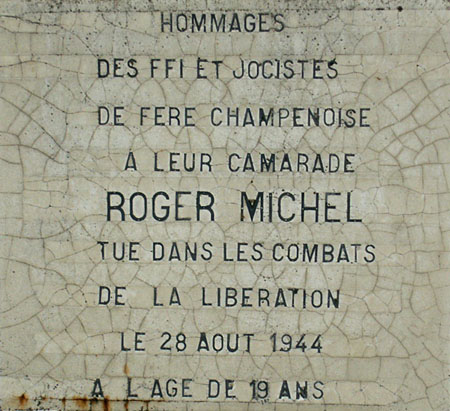 HOMMAGES
DES FFI ET JOCISTES
DE FERE CHAMPENOISE
A LEUR CAMARADE
ROGER MICHEL
TUE DANS LES COMBATS
DE LA LIBERATION
LE 28 AOUT 1944
A L AGE DE 19 ANS